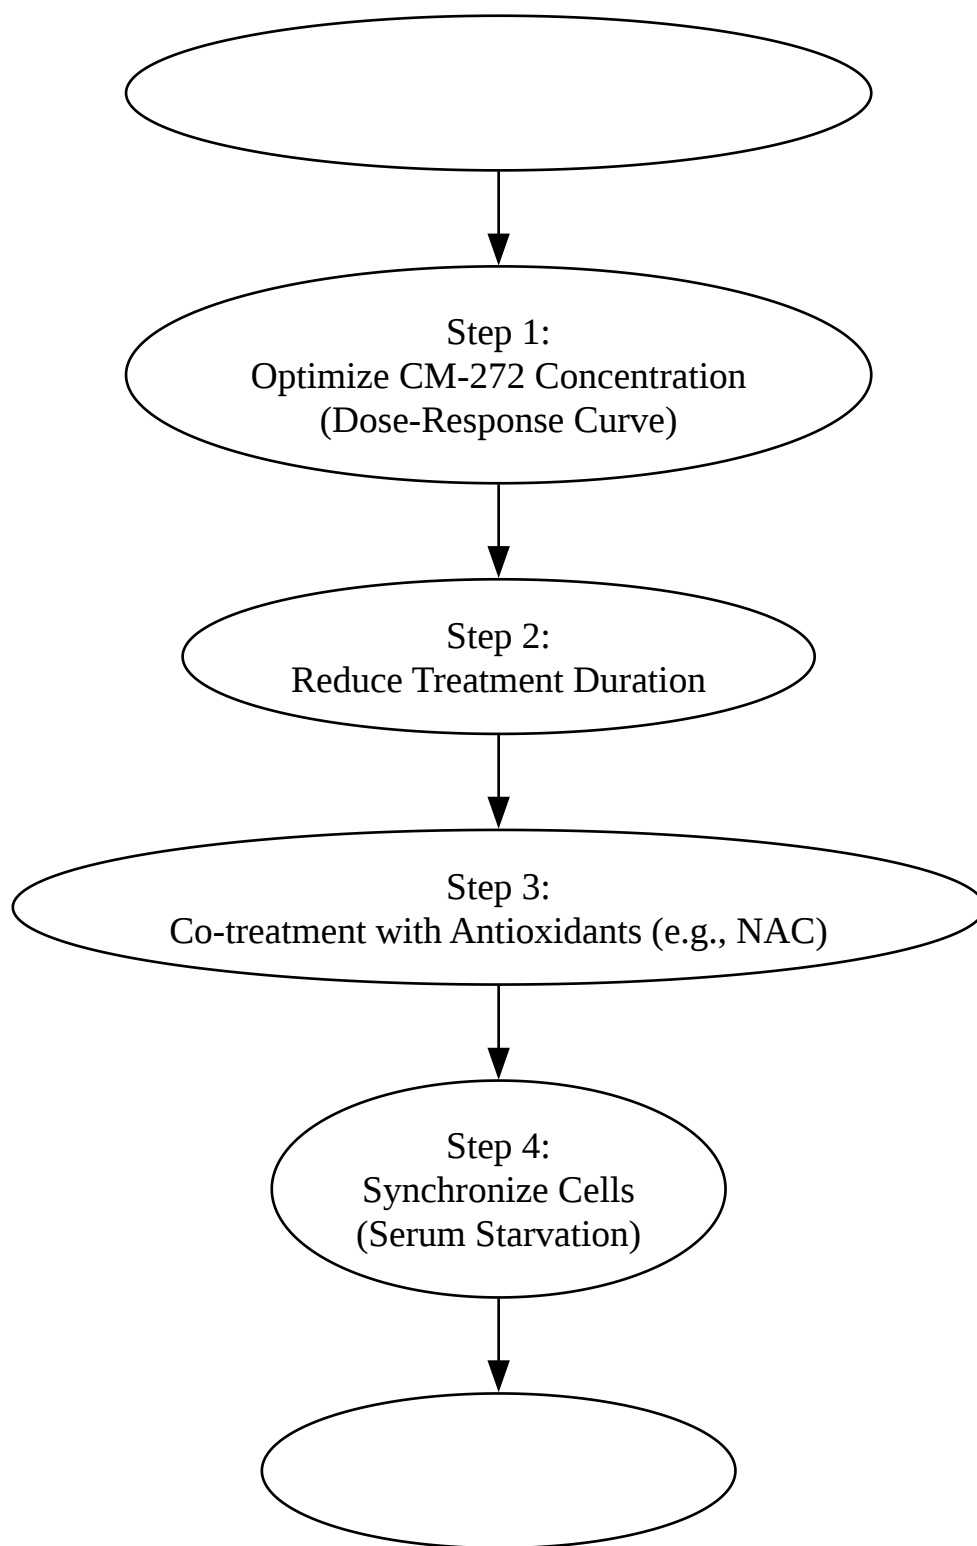 Step 1:
Optimize CM-272 Concentration
(Dose-Response Curve)
Step 2:
Reduce Treatment Duration
Step 3:
Co-treatment with Antioxidants (e.g., NAC)
Step 4:
Synchronize Cells
(Serum Starvation)